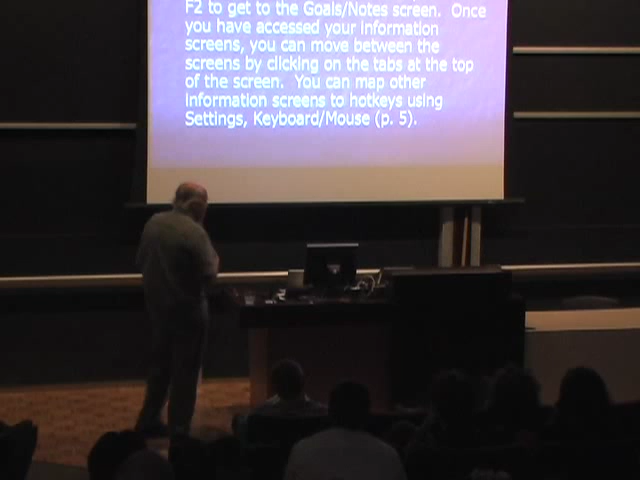 F2 to get to the Goals/Notes screen. Once
you have accessed your information
screens, you can move between the
screens by clicking on the tabs at the top
of the screen. You can map other
information screens to hotkeys using
Settings, Keyboard/Mouse (p. 5).